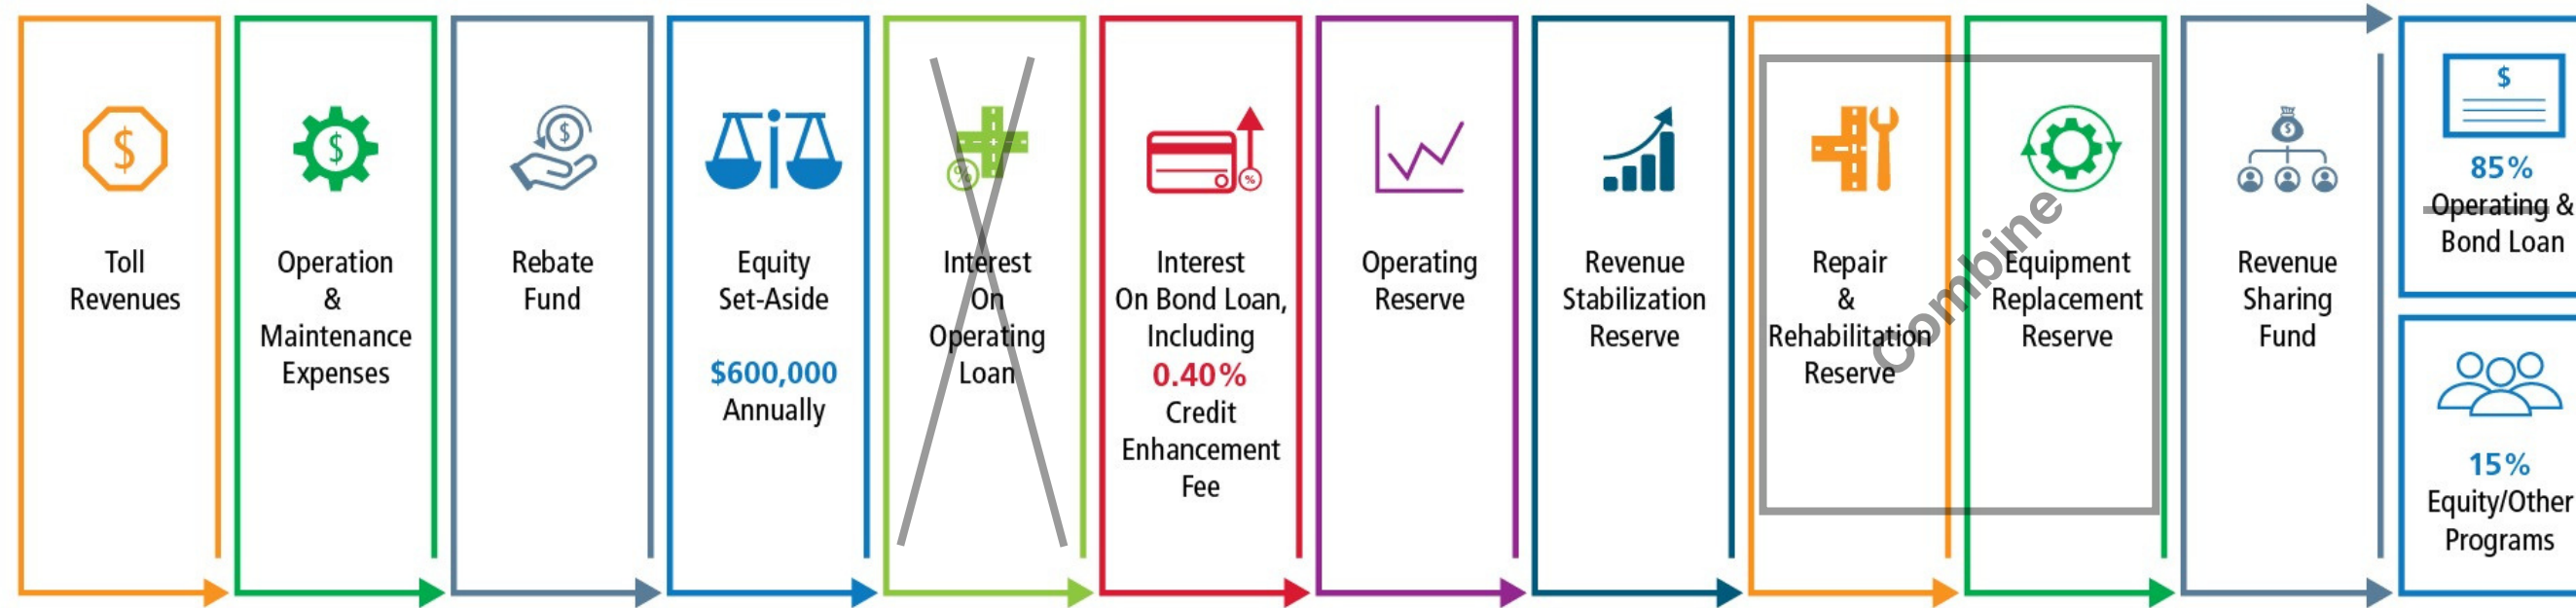 Toll
Revenues
Operation
&
Maintenance
Expenses
Rebate
Fund
Equity
Set-Aside
$600,000
Annually
Interest
On
Operating
Loan
Interest
On Bond Loan,
Including
0.40%
Credit
Enhancement
Fee
Operating
Reserve
Revenue
Stabilization
Reserve
Repair
&
Rehabilitation
Reserve
Combine
Equipment
Replacement
Reserve
Revenue
Sharing
Fund
$
85%
Operating &
Bond Loan
15%
Equity/Other
Programs